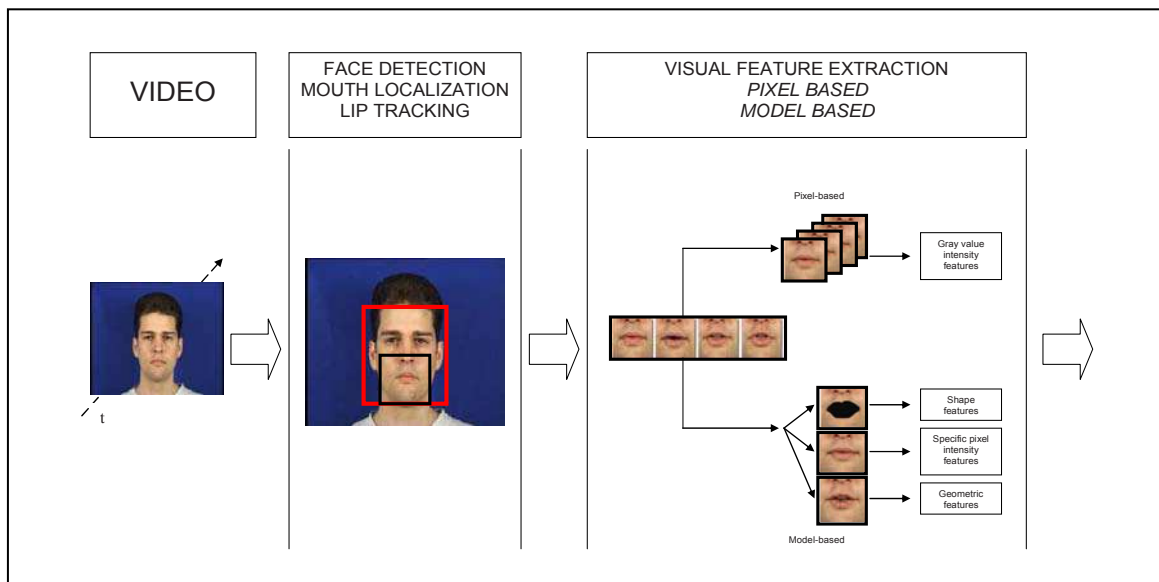 VIDEO
FACE DETECTION
MOUTH LOCALIZATION
LIP TRACKING
VISUAL FEATURE EXTRACTION
PIXEL BASED
MODEL BASED
t
Pixel-based
Gray value
intensity
features
Shape
features
Specific pixel
intensity
features
Geometric
features
Model-based